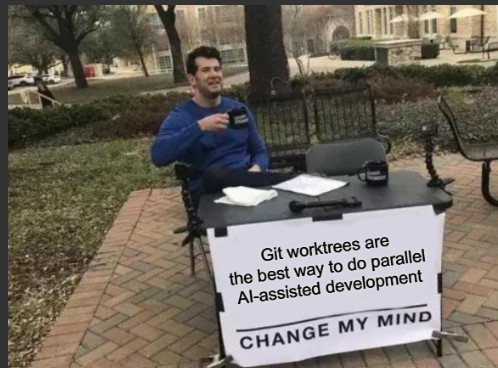 Git worktrees are
the best way to do parallel
AI-assisted development
CHANGE MY MIND